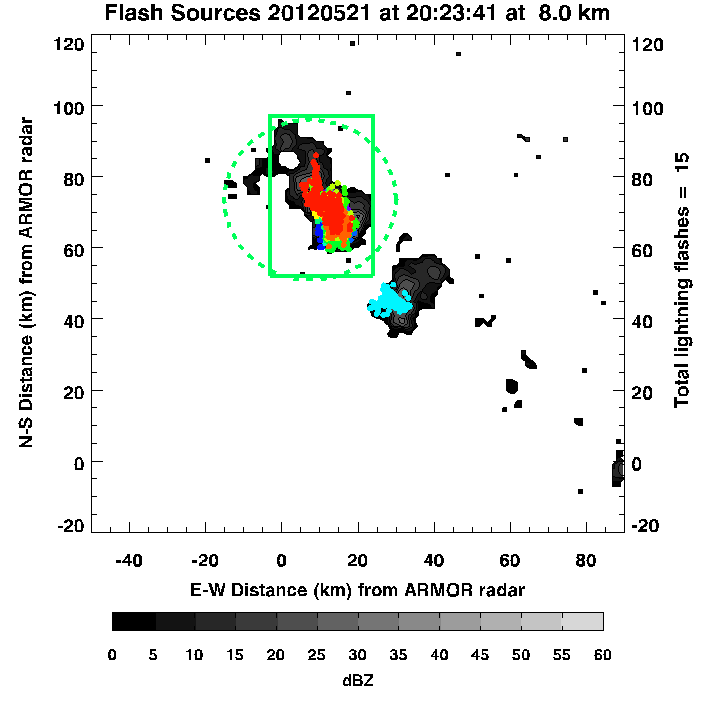 Flash Sources 20120521 at 20:23:41 at 8.0 km
120 120
100 100
80 80
60 60
40 40
20 20
0 0
-20 -20
N-S Distance (km) from ARMOR radar
Total lightning flashes = 15
-40 -20 0 20 40 60 80
E-W Distance (km) from ARMOR radar
0 5 10 15 20 25 30 35 40 45 50 55 60
dBZ